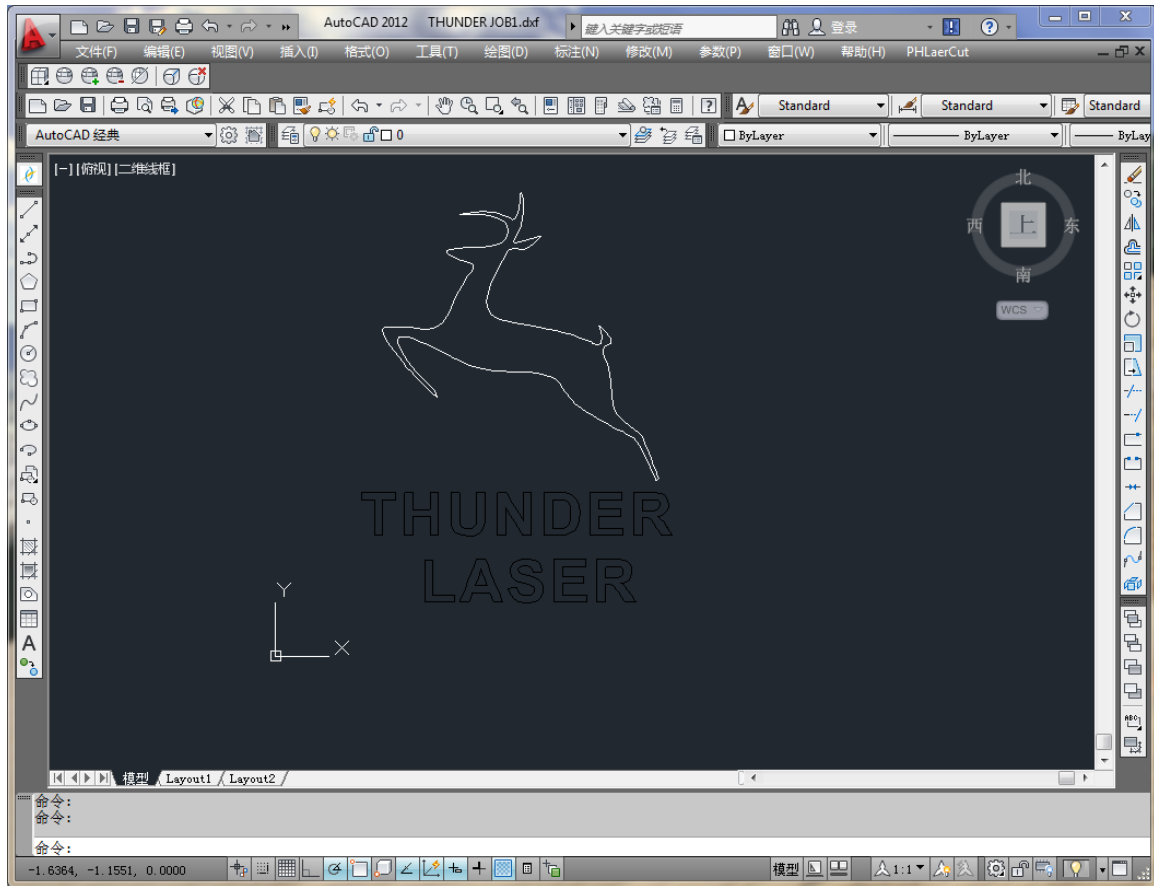 AutoCAD 2012 THUNDER JOB1.dxf 键入关键字或短语 登录
文件(F) 编辑(E) 视图(V) 插入(I) 格式(O) 工具(T) 绘图(D) 标注(N) 修改(M) 参数(P) 窗口(W) 帮助(H) PHLaerCut
Standard Standard Standard
AutoCAD 经典 0 ByLayer ByLayer ByLay
[-][俯视][二维线框]
北
西 上 东
南
WCS
THUNDER
LASER
Y
X
模型 Layout1 Layout2
命令:
命令:
命令:
-1.6364, -1.1551, 0.0000 模型 1:1